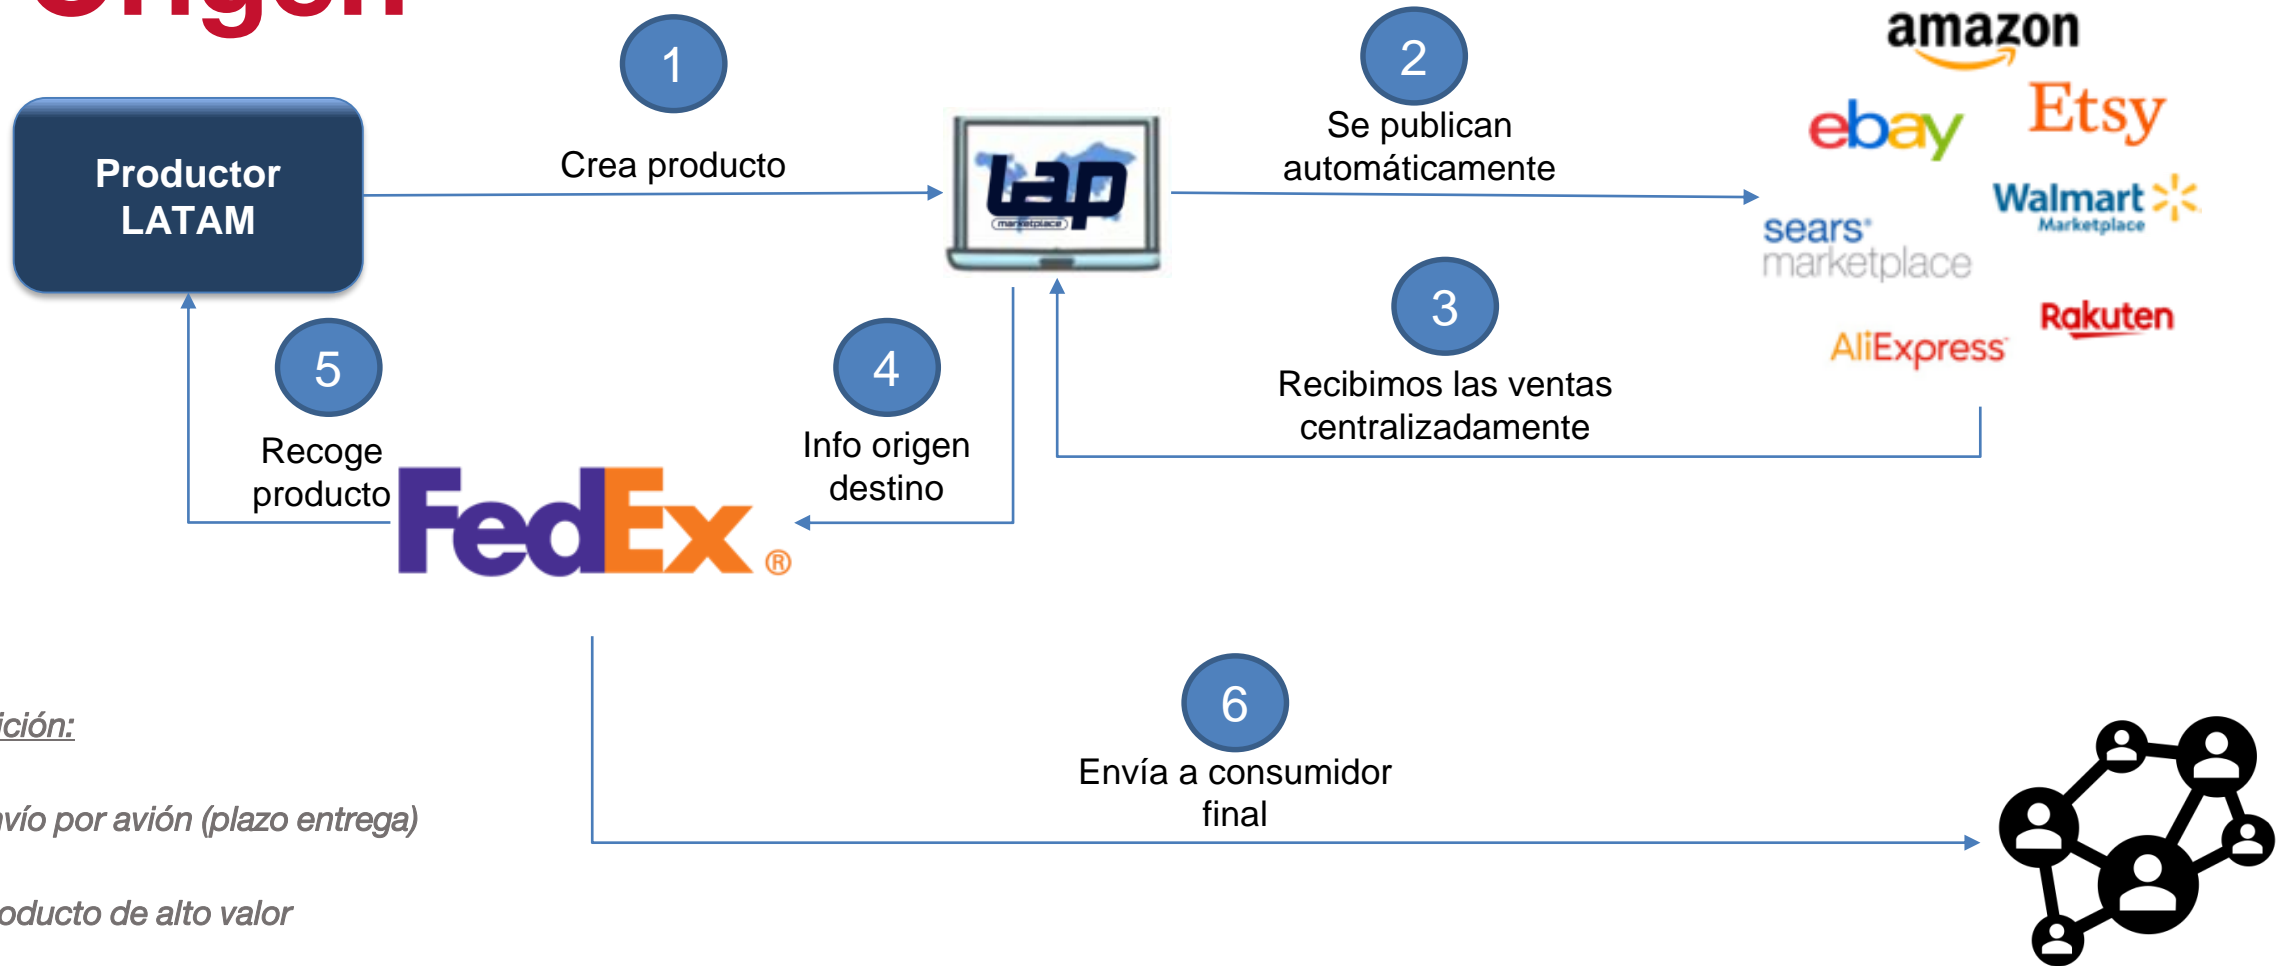 Origen
1
Crea producto
2
Se publican
automáticamente
amazon
ebay
Etsy
Walmart
Marketplace
sears
marketplace
AliExpress
Rakuten
Productor
LATAM
tap
marketplace
3
Recibimos las ventas
centralizadamente
4
Info origen
destino
5
Recoge
producto
FedEx®
6
Envía a consumidor
final
ición:
nvío por avión (plazo entrega)
oducto de alto valor